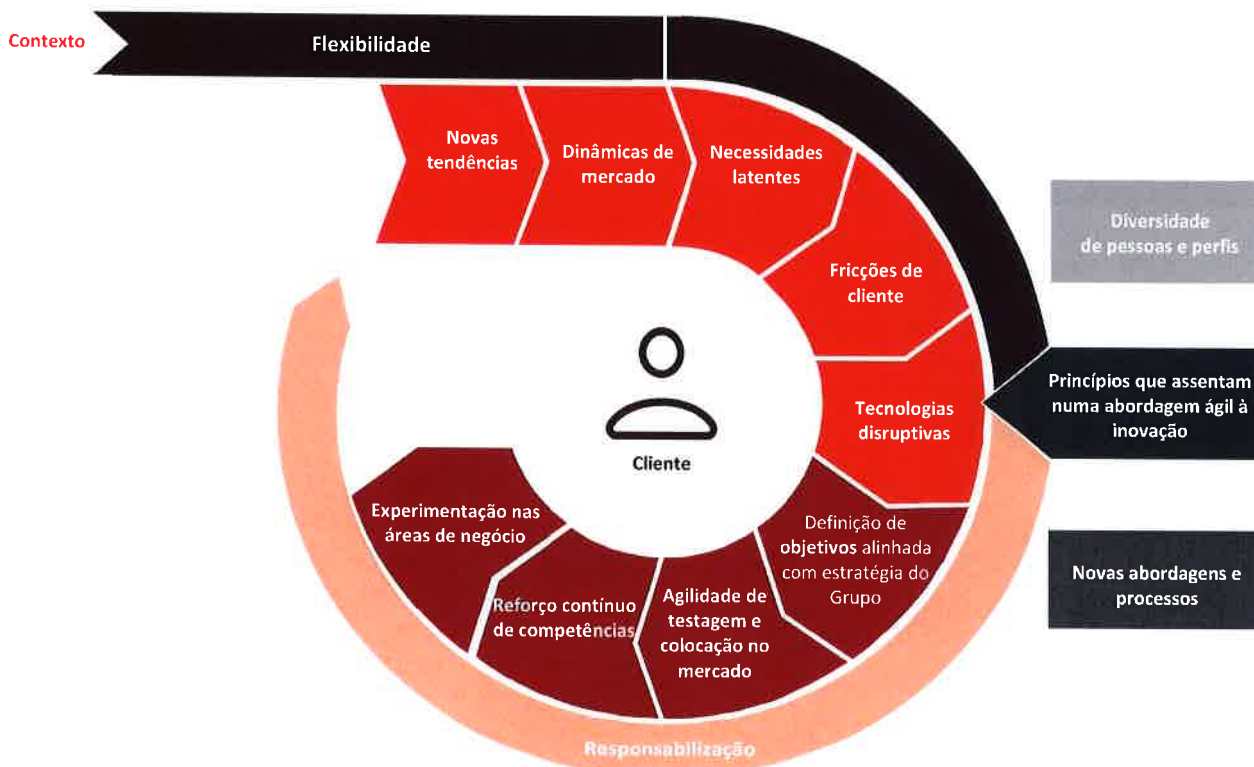 Contexto
Flexibilidade
Novas
tendências
Dinâmicas de
mercado
Necessidades
latentes
Fricções de
cliente
Tecnologias
disruptivas
Definição de
objetivos alinhada
com estratégia do
Grupo
Agilidade de
testagem e
colocação no
mercado
Reforço contínuo
de competências
Experimentação nas
áreas de negócio
Cliente
Responsabilização
Diversidade
de pessoas e perfis
Princípios que assentam
numa abordagem ágil à
inovação
Novas abordagens e
processos